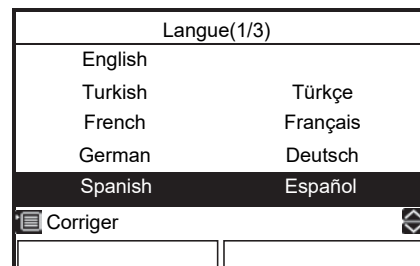 Langue(1/3)
English
Turkish Türkçe
French Français
German Deutsch
Spanish Español
Corriger